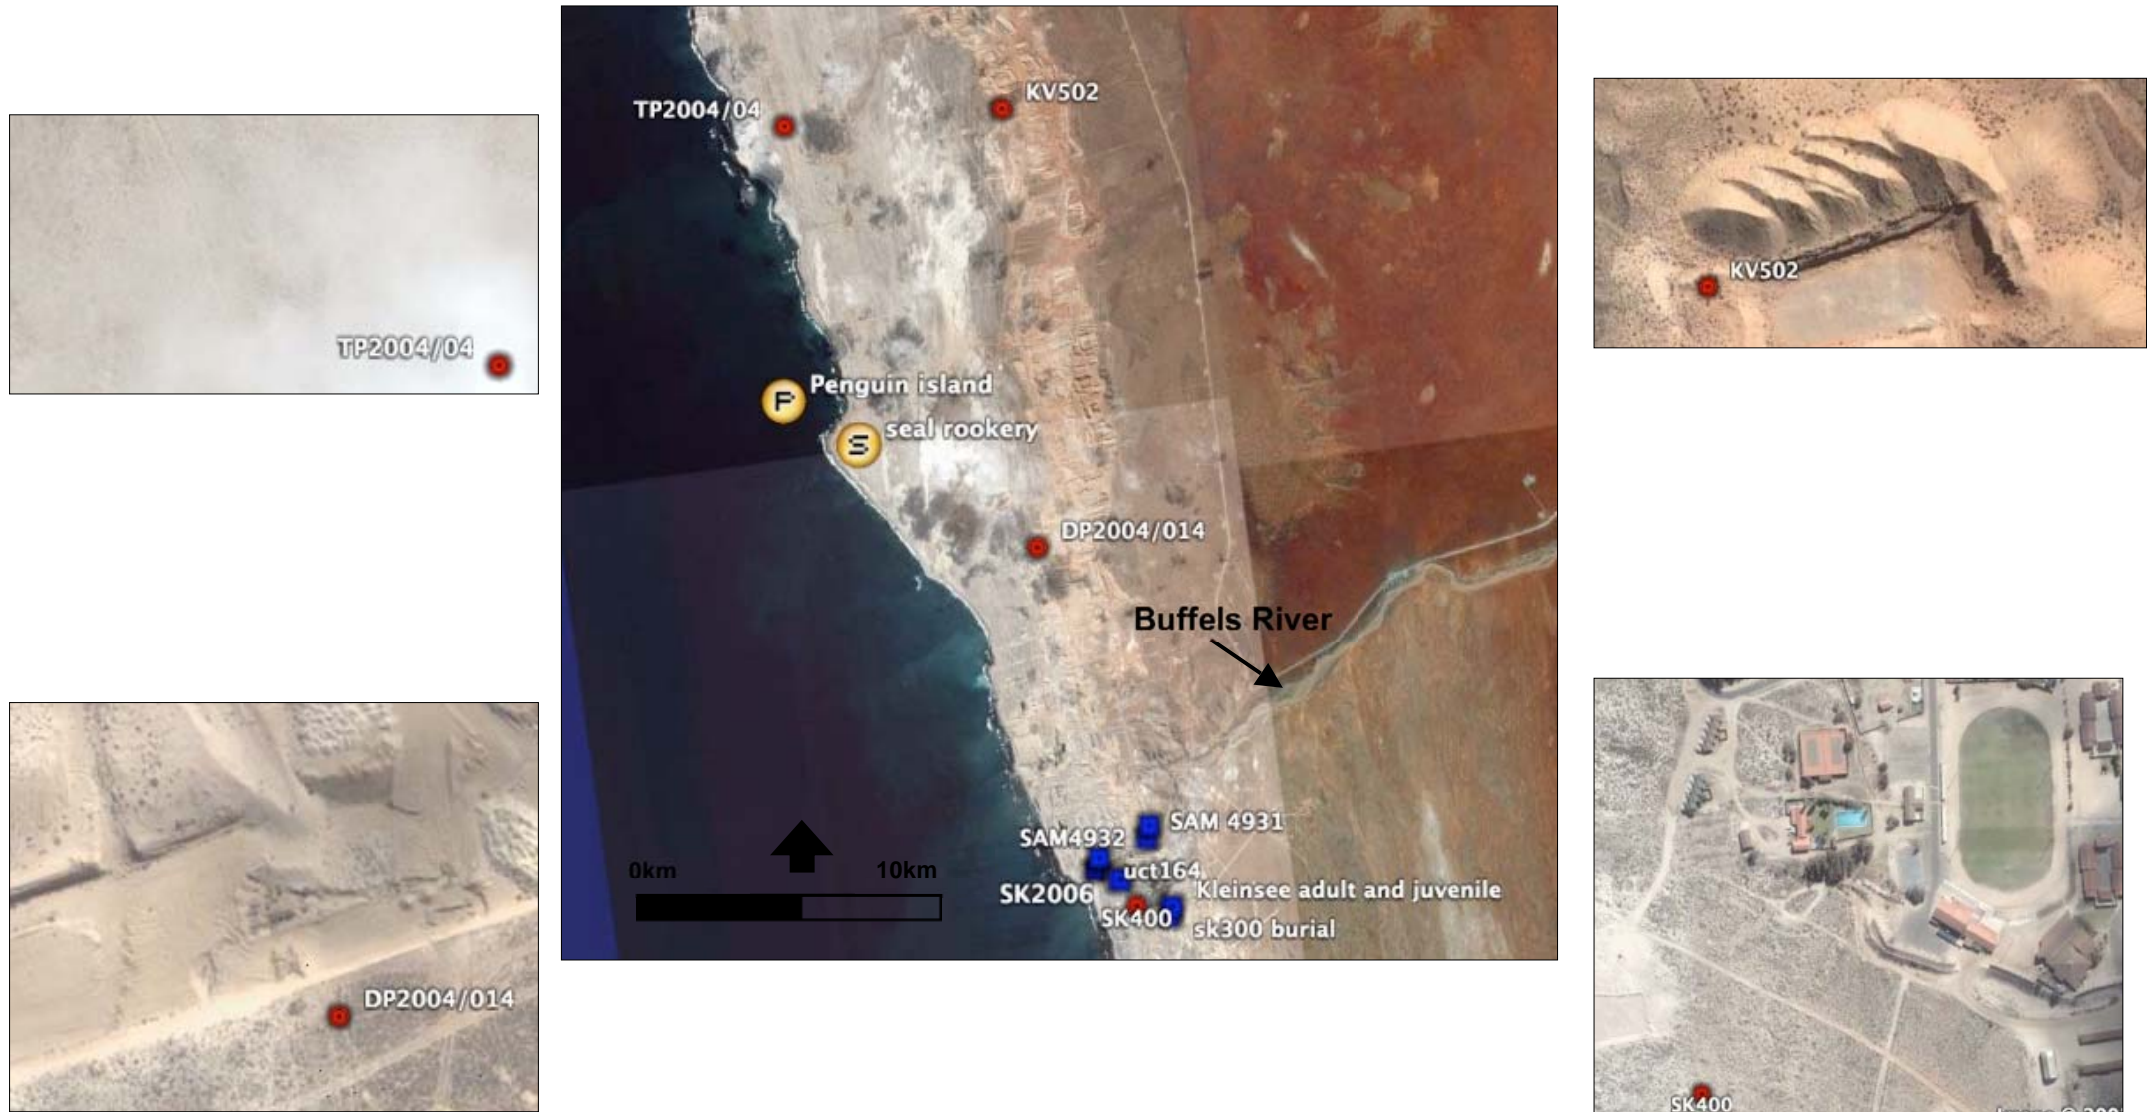 TP2004/04
KV502
TP2004/04
KV502
P
Penguin island
S
seal rookery
DP2004/014
Buffels River
SAM 4931
SAM4932
uct164
0km
10km
SK2006
Kleinsee adult and juvenile
SK400
sk300 burial
DP2004/014
SK400